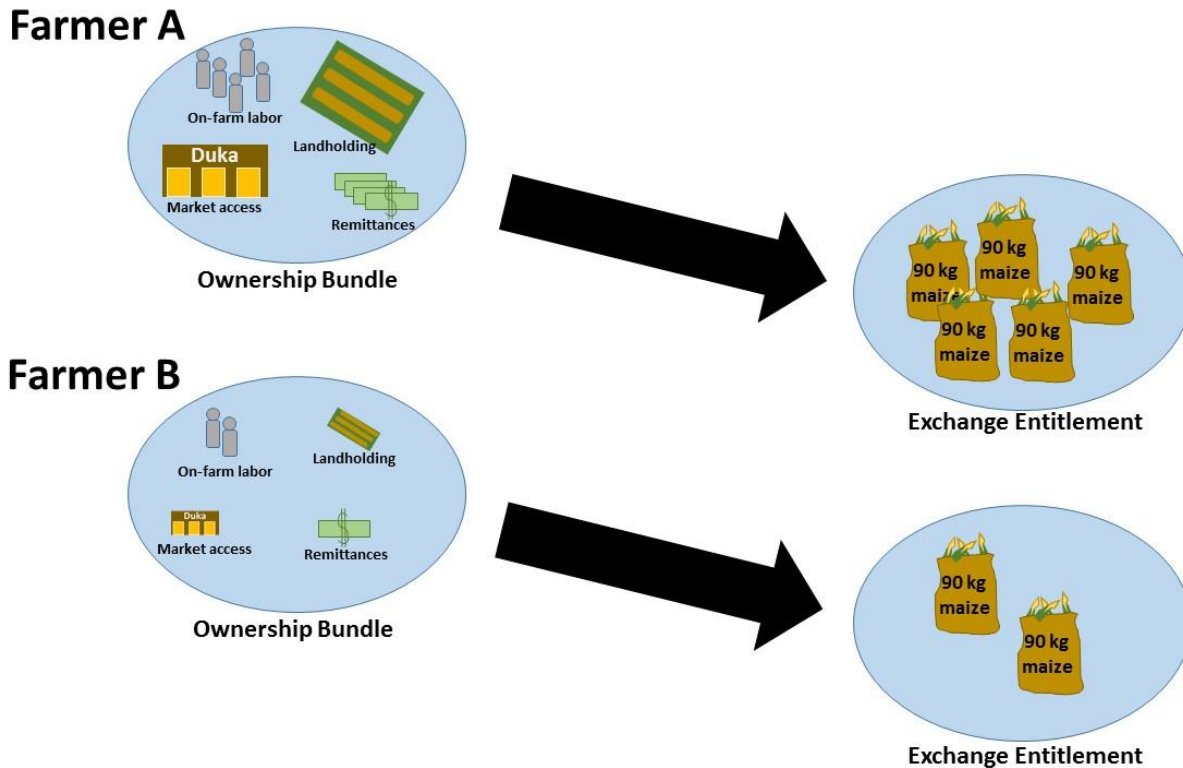 Farmer A
On-farm labor
Landholding
Duka
Market access
Remittances
Ownership Bundle
90 kg
maize
90 kg
maize
90 kg
maize
90 kg
maize
90 kg
maize
Exchange Entitlement
Farmer B
On-farm labor
Landholding
Duka
Market access
Remittances
Ownership Bundle
90 kg
maize
90 kg
maize
Exchange Entitlement